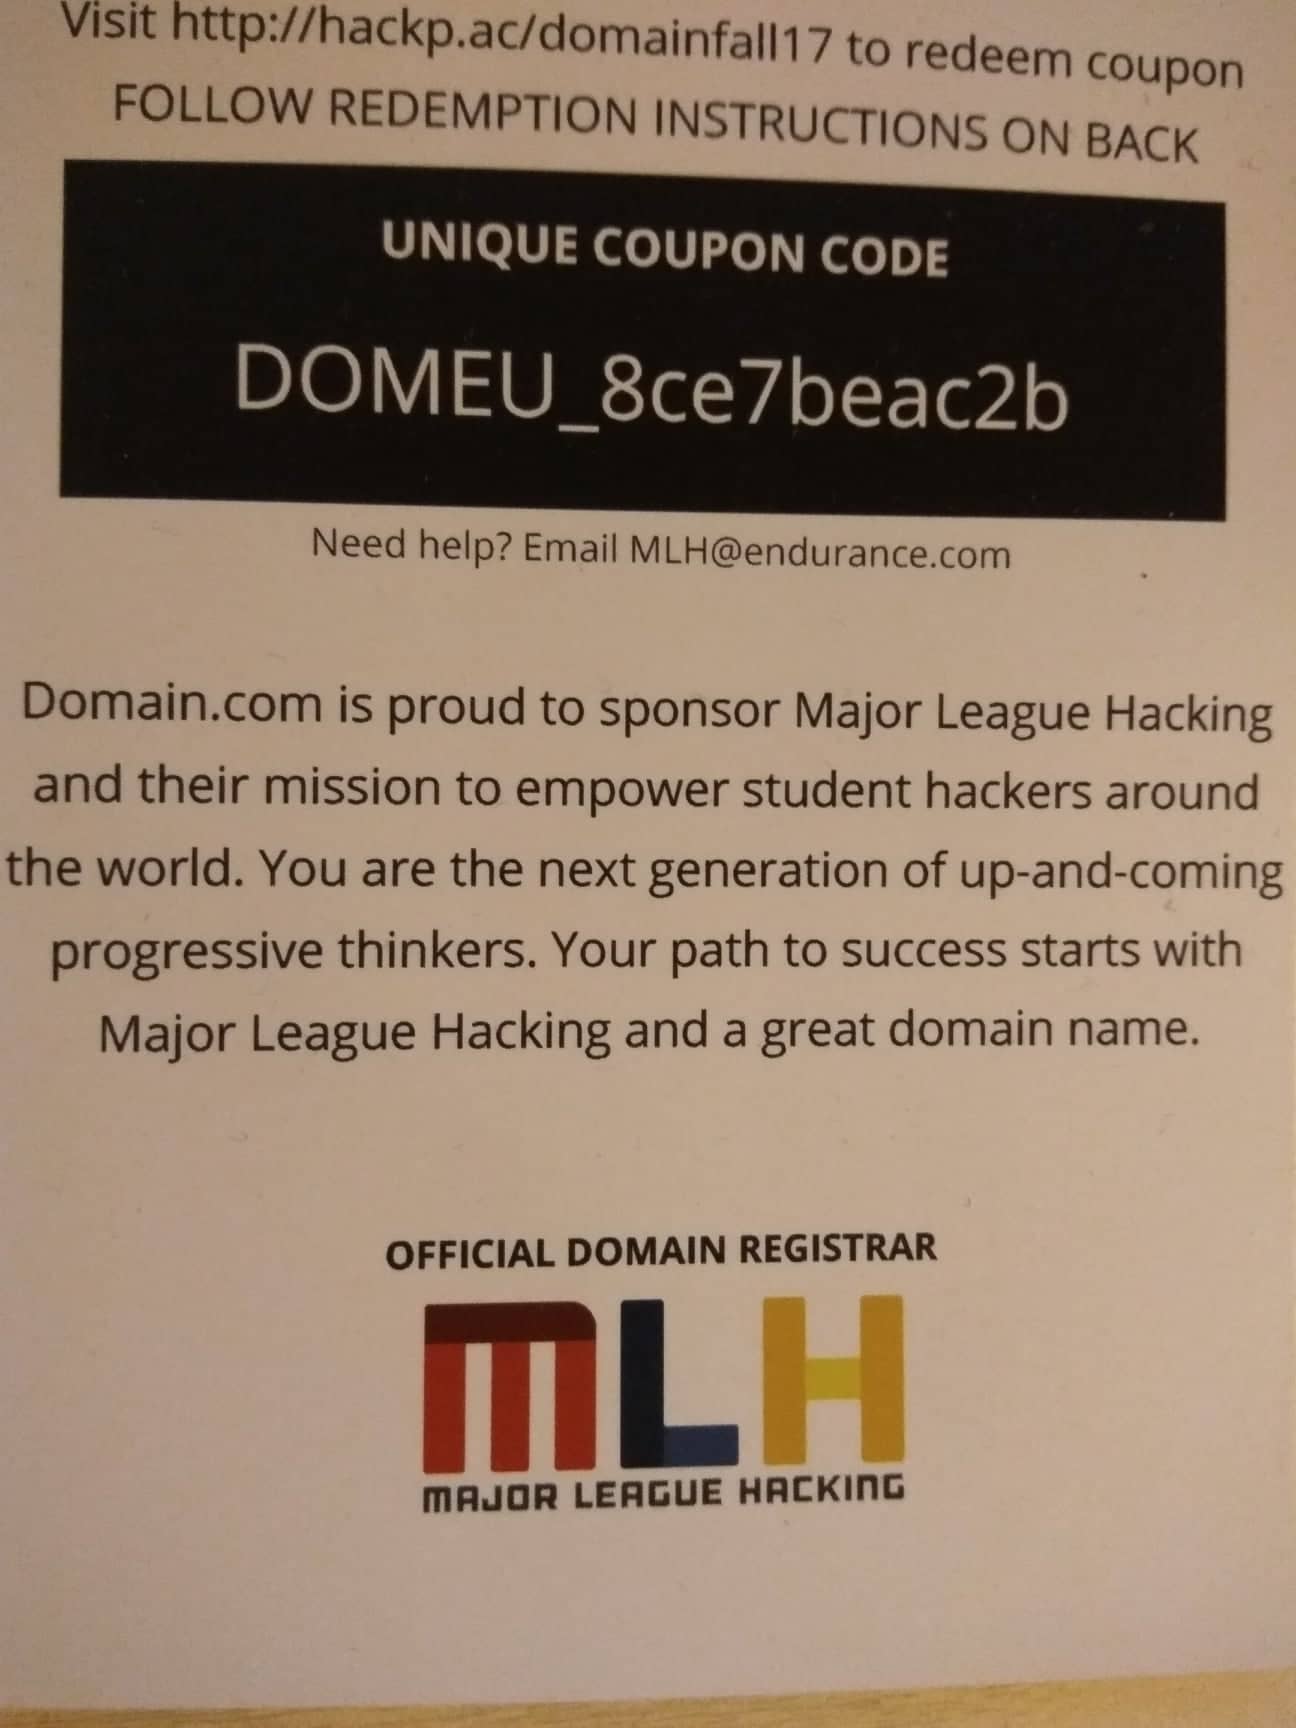 Visit http://hackp.ac/domainfall17 to redeem coupon
FOLLOW REDEMPTION INSTRUCTIONS ON BACK
UNIQUE COUPON CODE
DOMEU_8ce7beac2b
Need help? Email MLH@endurance.com
Domain.com is proud to sponsor Major League Hacking
and their mission to empower student hackers around
the world. You are the next generation of up-and-coming
progressive thinkers. Your path to success starts with
Major League Hacking and a great domain name.
OFFICIAL DOMAIN REGISTRAR
MLH
MAJOR LEAGUE HACKING